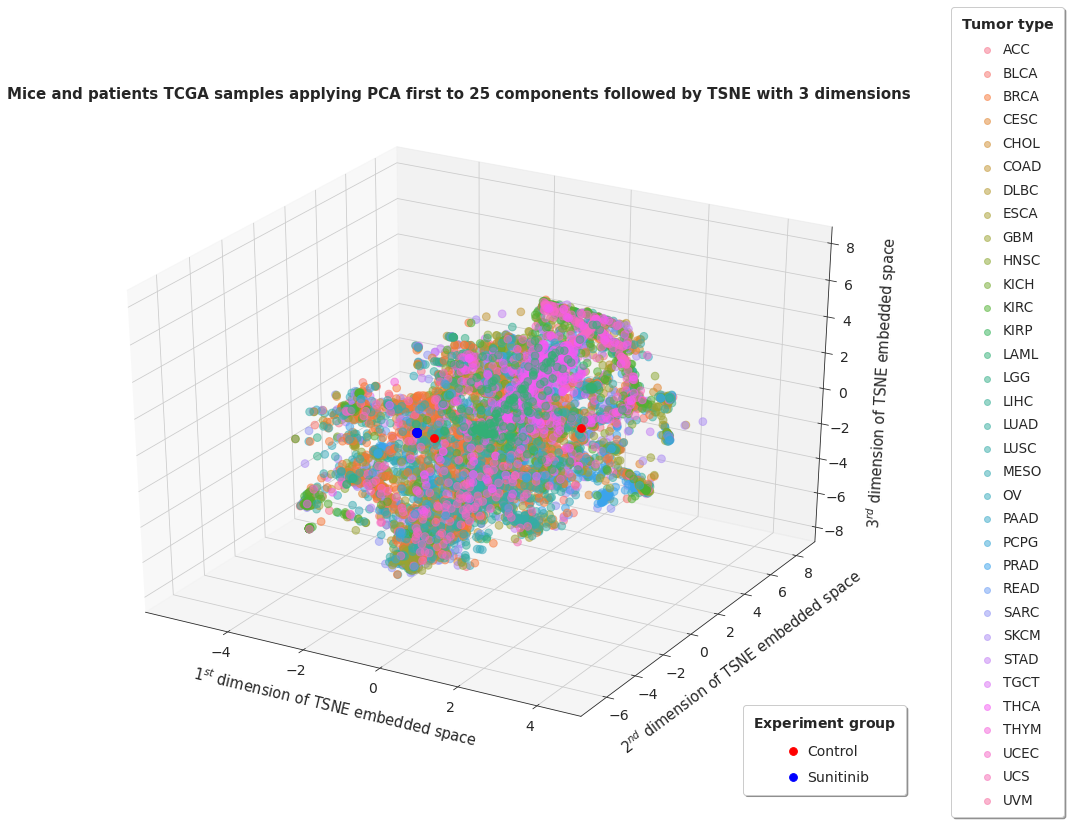 Mice and patients TCGA samples applying PCA first to 25 components followed by TSNE with 3 dimensions
Tumor type
ACC
BLCA
BRCA
CESC
CHOL
COAD
DLBC
ESCA
GBM
HNSC
KICH
KIRC
KIRP
LAML
LGG
LIHC
LUAD
LUSC
MESO
OV
PAAD
PCPG
PRAD
READ
SARC
SKCM
STAD
TGCT
THCA
THYM
UCEC
UCS
UVM
8
6
4
2
0
−2
−4
−6
−8
3rd dimension of TSNE embedded space
8
6
4
2
0
−2
−4
−6
2nd dimension of TSNE embedded space
−4
−2
0
2
4
1st dimension of TSNE embedded space
Experiment group
Control
Sunitinib